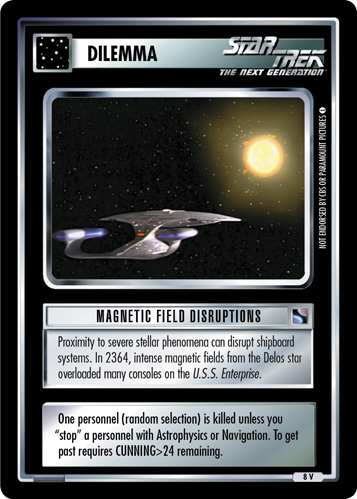 DILEMMA
STAR TREK
THE NEXT GENERATION
NOT ENDORSED BY CBS OR PARAMOUNT PICTURES
MAGNETIC FIELD DISRUPTIONS
Proximity to severe stellar phenomena can disrupt shipboard
systems. In 2364, intense magnetic fields from the Delos star
overloaded many consoles on the U.S.S. Enterprise.
One personnel (random selection) is killed unless you
“stop” a personnel with Astrophysics or Navigation. To get
past requires CUNNING>24 remaining.
8 V